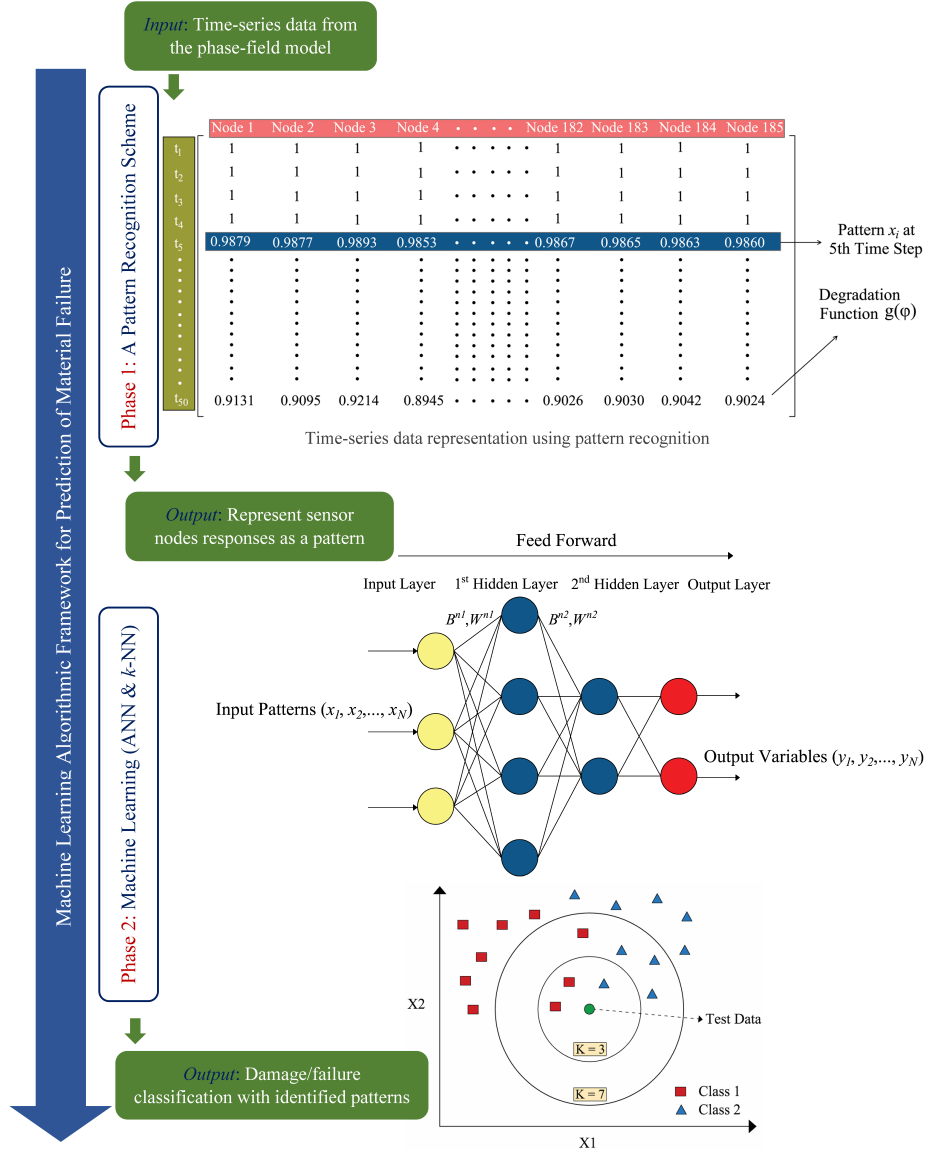 Input: Time-series data from
the phase-field model
Machine Learning Algorithmic Framework for Prediction of Material Failure
Phase 1: A Pattern Recognition Scheme
Node 1 Node 2 Node 3 Node 4 . . . . Node 182 Node 183 Node 184 Node 185
t1 1 1 1 1 . . . . . 1 1 1 1
t2 1 1 1 1 . . . . . 1 1 1 1
t3 1 1 1 1 . . . . . 1 1 1 1
t4 1 1 1 1 . . . . . 1 1 1 1
t5 0.9879 0.9877 0.9893 0.9853 . . . . . 0.9867 0.9865 0.9863 0.9860
Pattern xi at
5th Time Step
Degradation
Function g(φ)
t50 0.9131 0.9095 0.9214 0.8945 . . . . . 0.9026 0.9030 0.9042 0.9024
Time-series data representation using pattern recognition
Output: Represent sensor
nodes responses as a pattern
Feed Forward
Input Layer 1st Hidden Layer 2nd Hidden Layer Output Layer
Phase 2: Machine Learning (ANN & k-NN)
B^n1,W^n1 B^n2,W^n2
Input Patterns (x1, x2,..., xN)
Output Variables (y1, y2,..., yN)
X2
Test Data
K = 3
K = 7
Class 1
Class 2
X1
Output: Damage/failure
classification with identified patterns